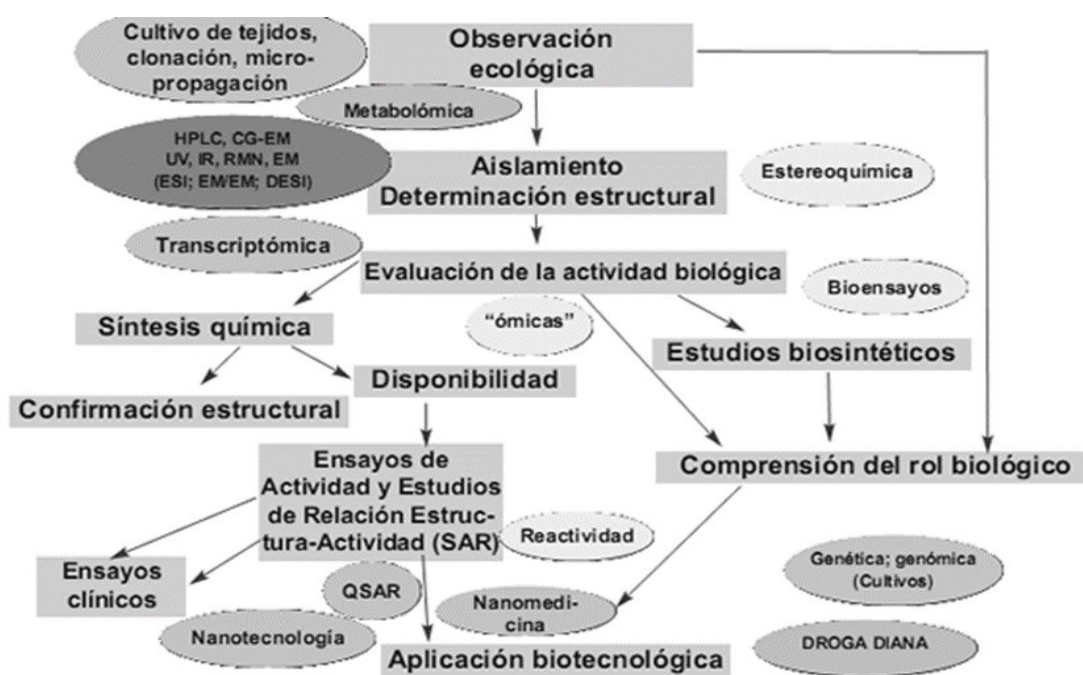 Cultivo de tejidos,
clonación, micro-
propagación
Observación
ecológica
Metabolómica
HPLC, CG-EM
UV, IR, RMN, EM
(ESI; EM/EM; DESI)
Aislamiento
Determinación estructural
Estereoquímica
Transcriptómica
Evaluación de la actividad biológica
Bioensayos
Síntesis química
“ómicas”
Estudios biosintéticos
Disponibilidad
Confirmación estructural
Ensayos de
Actividad y Estudios
de Relación Estruc-
tura-Actividad (SAR)
Comprensión del rol biológico
Reactividad
Ensayos
clínicos
QSAR
Nanomedi-
cina
Genética; genómica
(Cultivos)
Nanotecnología
Aplicación biotecnológica
DROGA DIANA